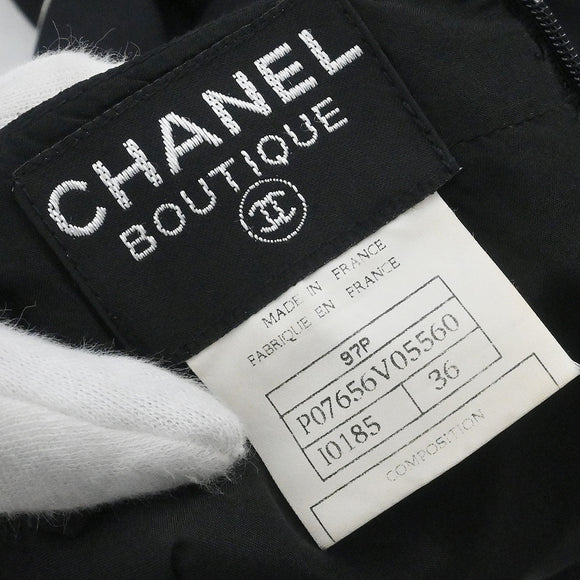 CHANEL
BOUTIQUE
MADE IN FRANCE
FABRIQUE EN FRANCE
97P
P07656V05560
I0185 36
COMPOSITION